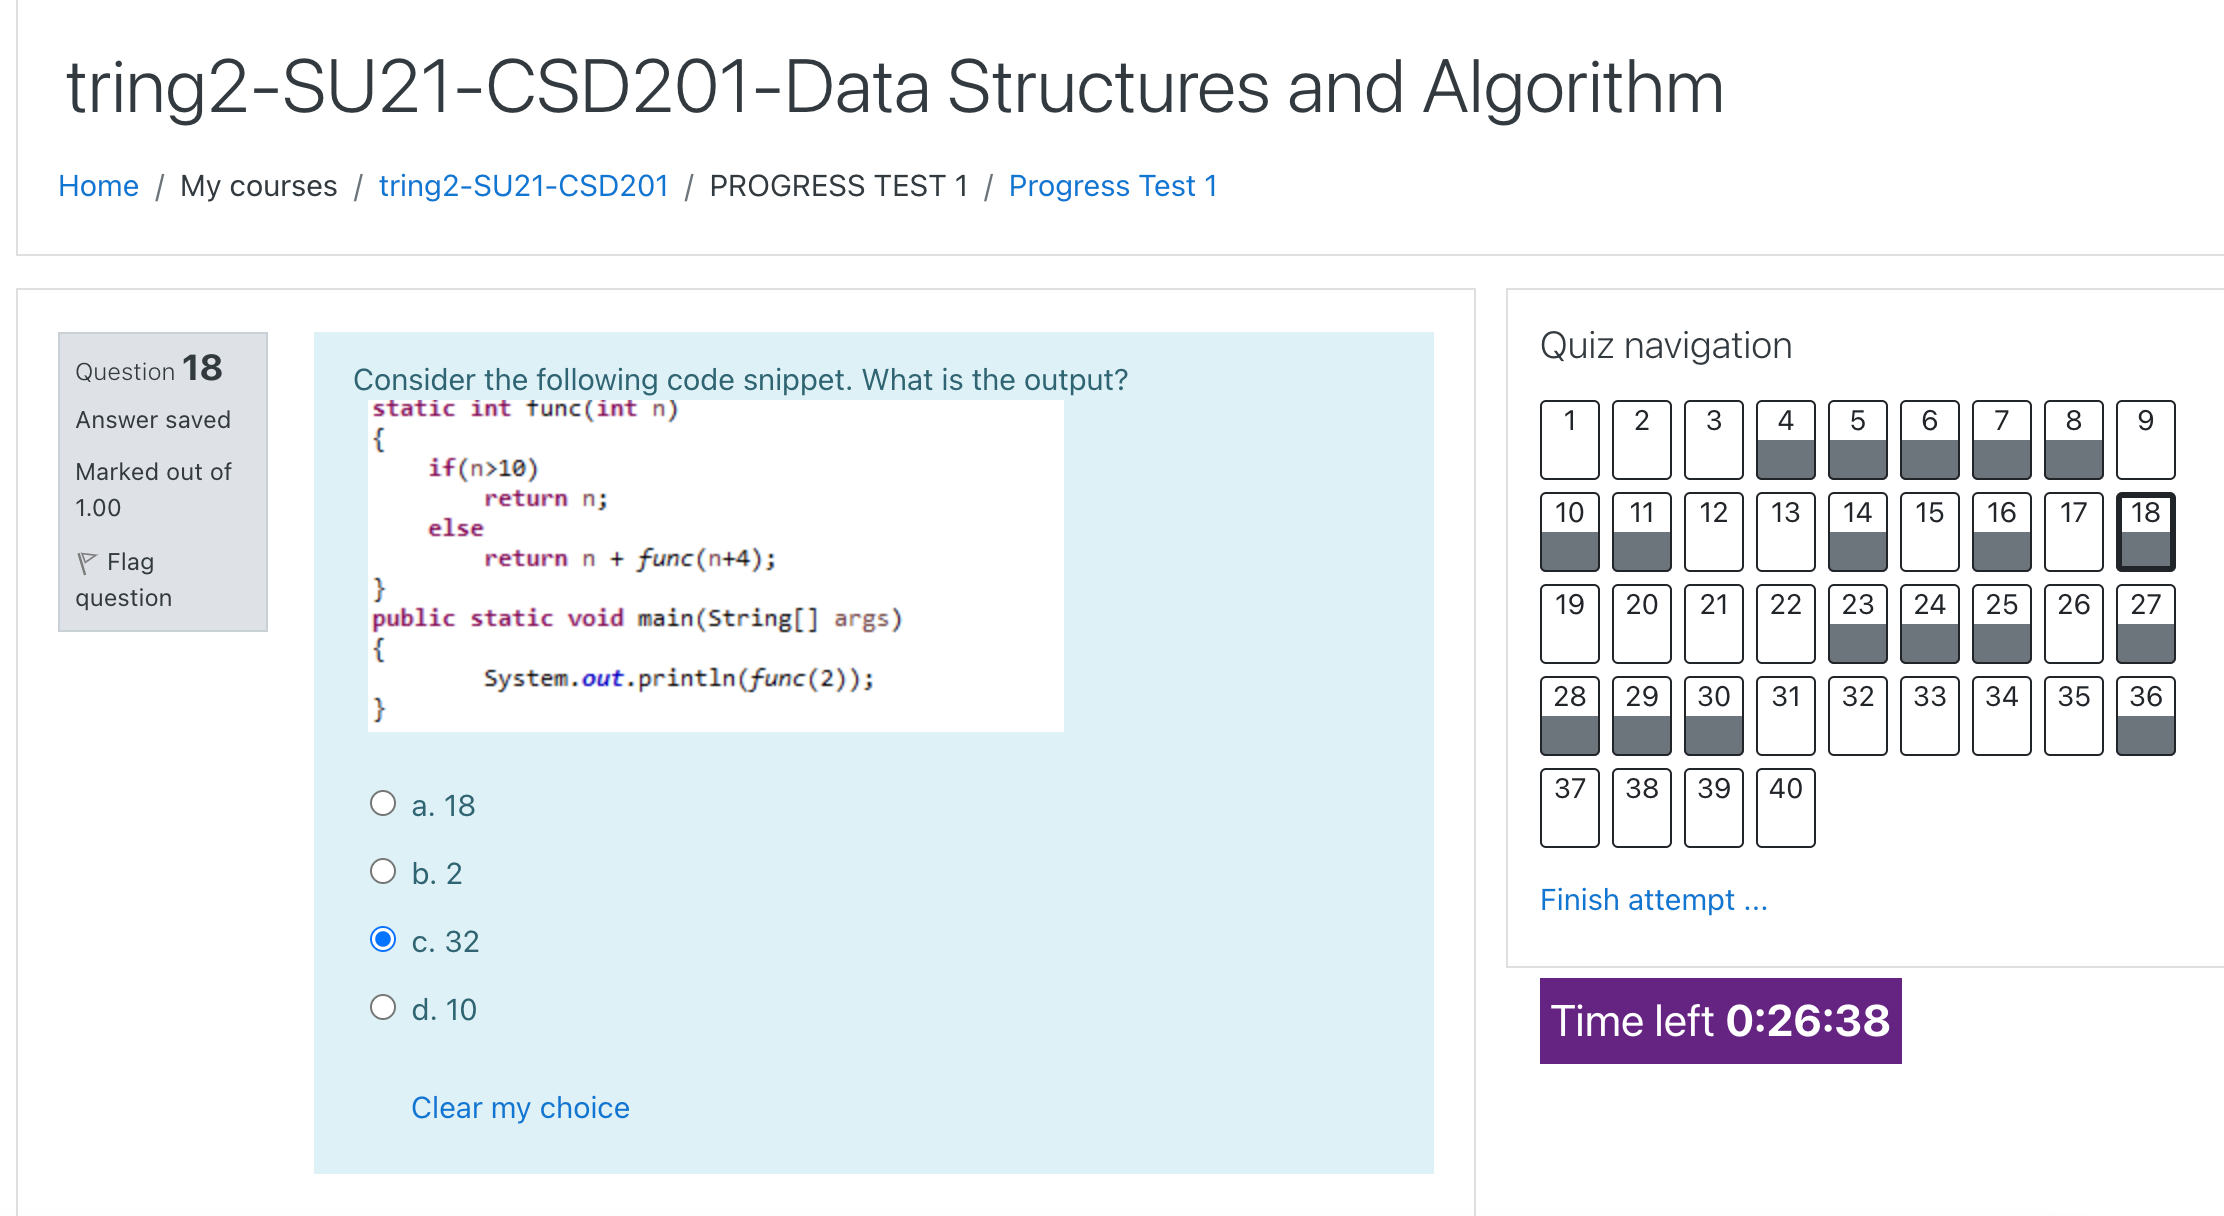 tring2-SU21-CSD201-Data Structures and Algorithm
Home / My courses / tring2-SU21-CSD201 / PROGRESS TEST 1 / Progress Test 1
Question 18
Answer saved
Marked out of
1.00
Flag
question
Consider the following code snippet. What is the output?
static int func(int n)
{
if(n>10)
return n;
else
return n + func(n+4);
}
public static void main(String[] args)
{
System.out.println(func(2));
}
a. 18
b. 2
c. 32
d. 10
Clear my choice
Quiz navigation
1 2 3 4 5 6 7 8 9
10 11 12 13 14 15 16 17 18
19 20 21 22 23 24 25 26 27
28 29 30 31 32 33 34 35 36
37 38 39 40
Finish attempt ...
Time left 0:26:38